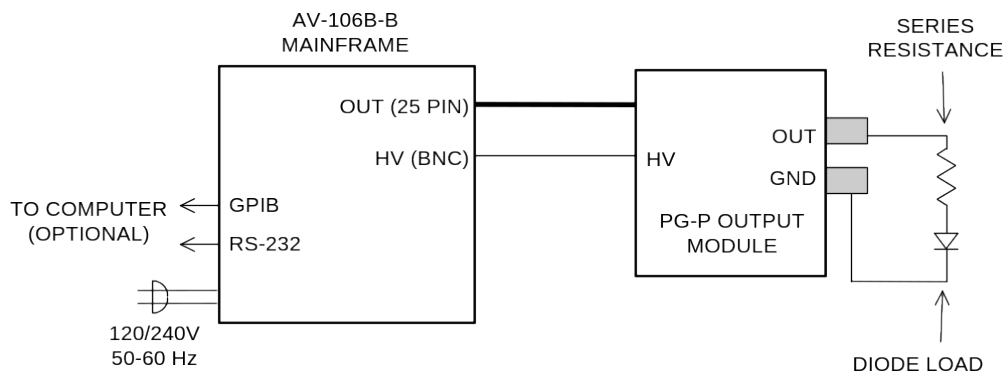 AV-106B-B
MAINFRAME
OUT (25 PIN)
HV (BNC)
GPIB
RS-232
TO COMPUTER
(OPTIONAL)
120/240V
50-60 Hz
HV
OUT
GND
PG-P OUTPUT
MODULE
SERIES
RESISTANCE
DIODE LOAD